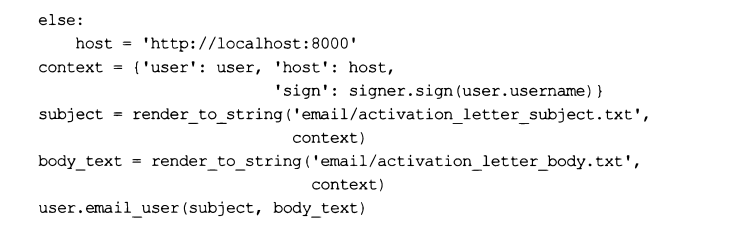 else:
    host = 'http://localhost:8000'
context = {'user': user, 'host': host,
                         'sign': signer.sign(user.username)}
subject = render_to_string('email/activation_letter_subject.txt',
                           context)
body_text = render_to_string('email/activation_letter_body.txt',
                             context)
user.email_user(subject, body_text)